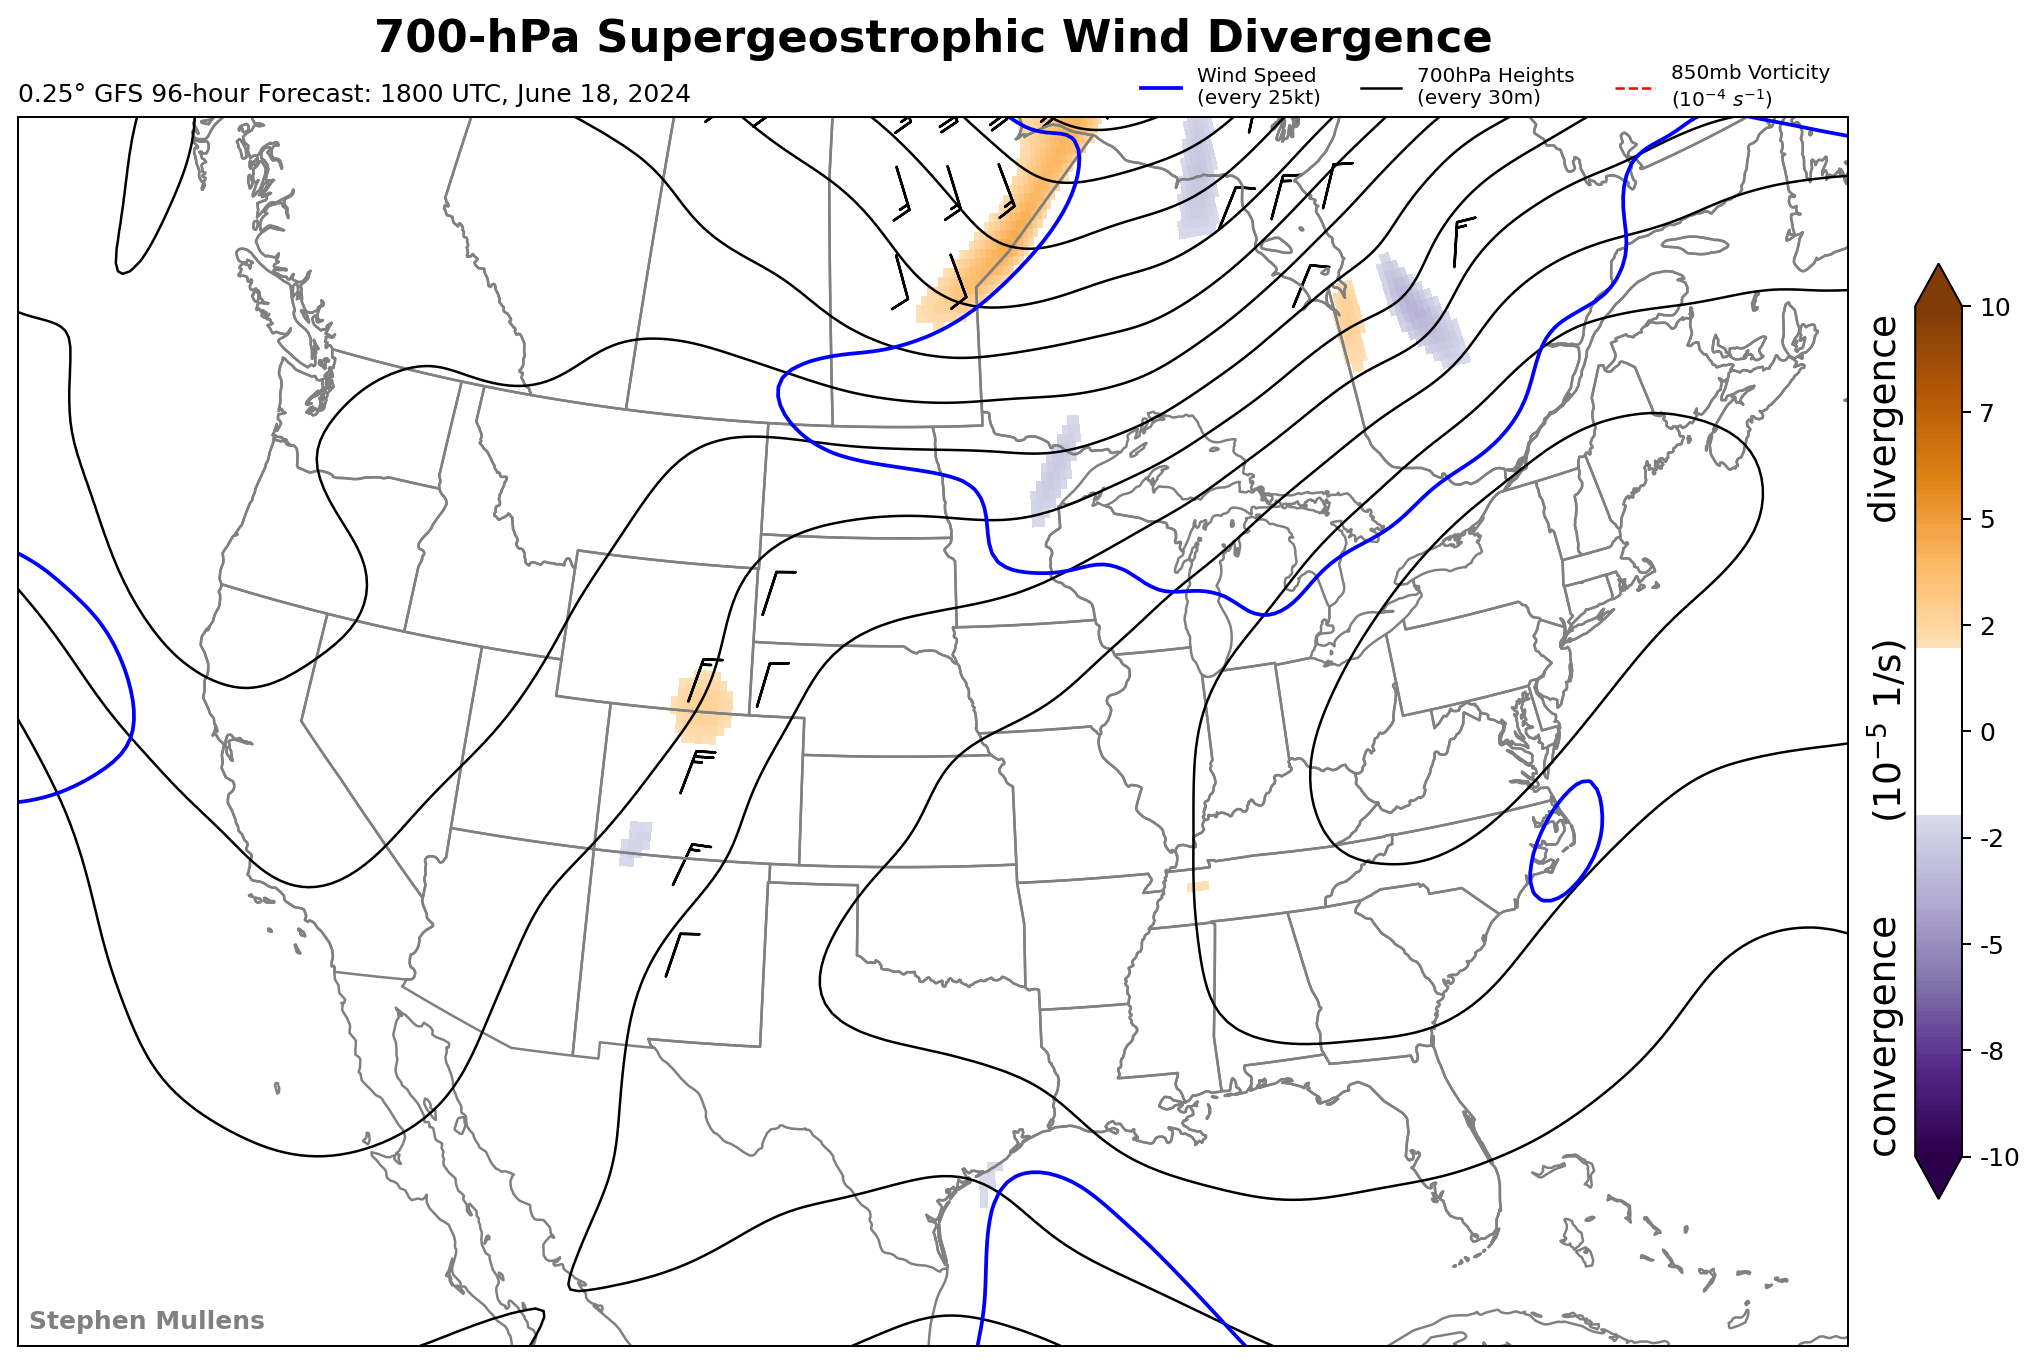 700-hPa Supergeostrophic Wind Divergence
0.25° GFS 96-hour Forecast: 1800 UTC, June 18, 2024
Wind Speed
(every 25kt)
700hPa Heights
(every 30m)
850mb Vorticity
(10⁻⁴ s⁻¹)
10
7
5
2
0
-2
-5
-8
-10
convergence (10⁻⁵ 1/s) divergence
Stephen Mullens